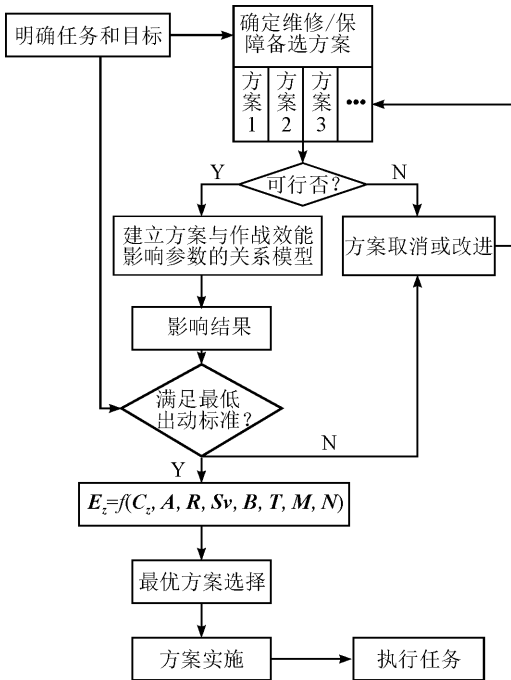 明确任务和目标
确定维修/保
障备选方案
方案1
方案2
方案3
•••
可行否?
Y
N
建立方案与作战效能
影响参数的关系模型
方案取消或改进
影响结果
满足最低
出动标准?
N
Y
E_z=f(C_z, A, R, Sv, B, T, M, N)
最优方案选择
方案实施
执行任务